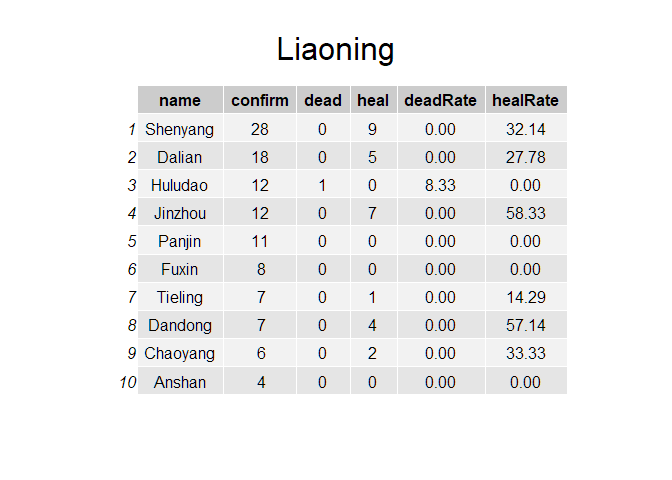 Liaoning
name confirm dead heal deadRate healRate
1 Shenyang 28 0 9 0.00 32.14
2 Dalian 18 0 5 0.00 27.78
3 Huludao 12 1 0 8.33 0.00
4 Jinzhou 12 0 7 0.00 58.33
5 Panjin 11 0 0 0.00 0.00
6 Fuxin 8 0 0 0.00 0.00
7 Tieling 7 0 1 0.00 14.29
8 Dandong 7 0 4 0.00 57.14
9 Chaoyang 6 0 2 0.00 33.33
10 Anshan 4 0 0 0.00 0.00